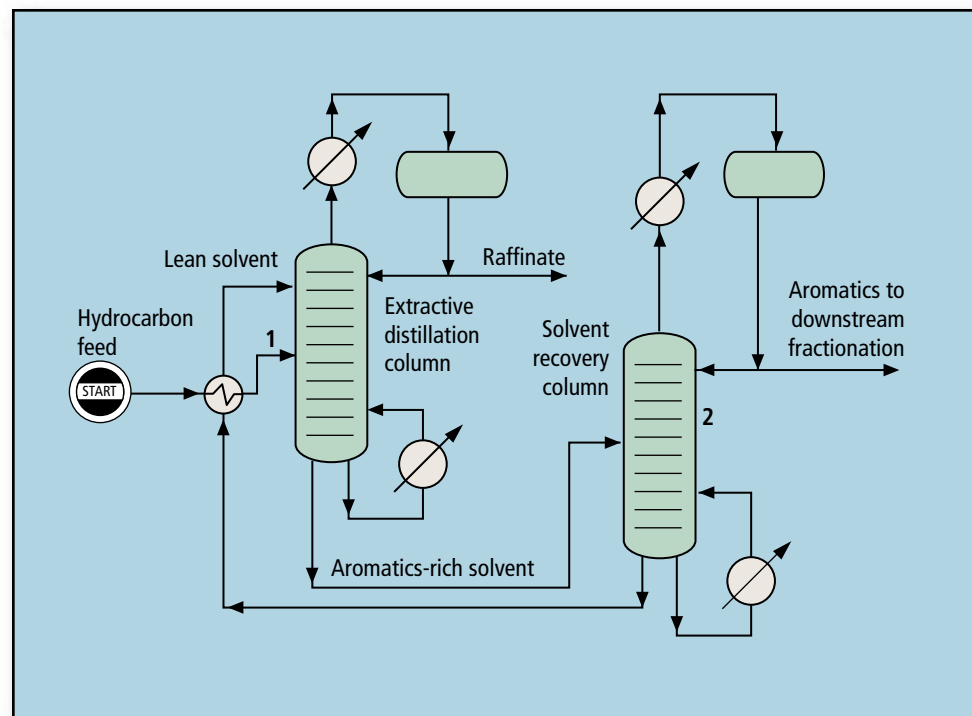 Lean solvent
Raffinate
Hydrocarbon
feed
START
1
Extractive
distillation
column
Solvent
recovery
column
Aromatics to
downstream
fractionation
2
Aromatics-rich solvent